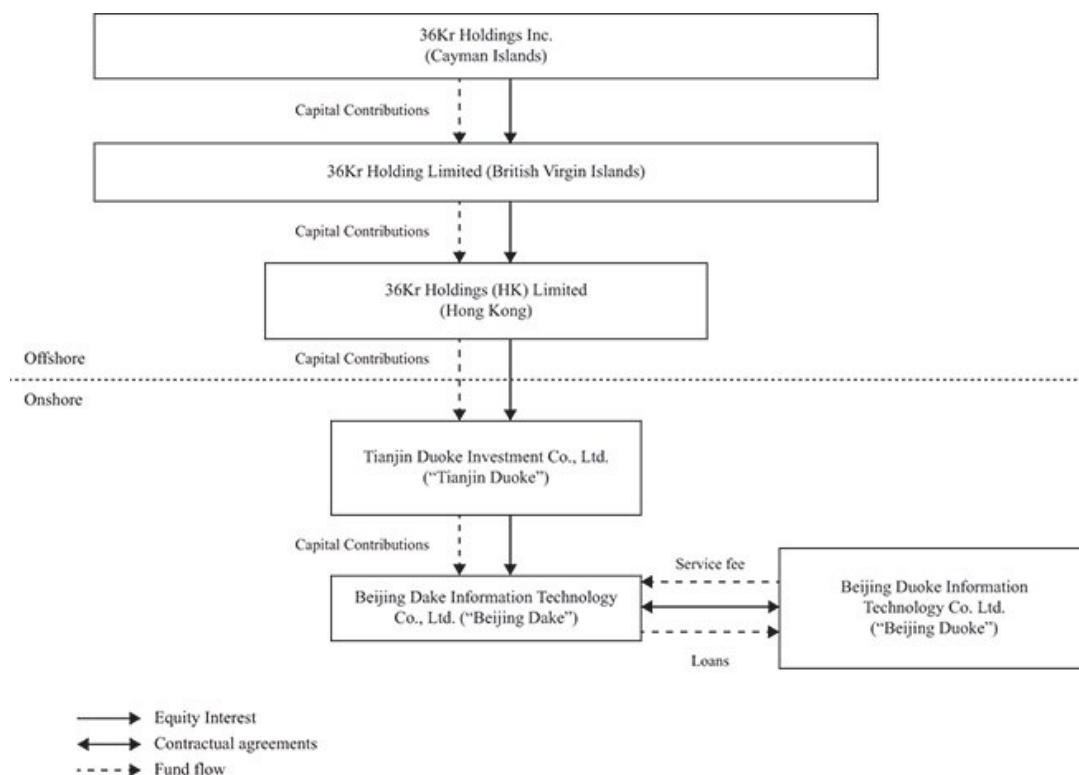 36Kr Holdings Inc.
(Cayman Islands)
Capital Contributions
36Kr Holding Limited (British Virgin Islands)
Capital Contributions
36Kr Holdings (HK) Limited
(Hong Kong)
Offshore
Capital Contributions
Onshore
Tianjin Duoke Investment Co., Ltd.
(“Tianjin Duoke”)
Capital Contributions
Beijing Dake Information Technology
Co., Ltd. (“Beijing Dake”)
Service fee
Loans
Beijing Duoke Information
Technology Co. Ltd.
(“Beijing Duoke”)
Equity Interest
Contractual agreements
Fund flow